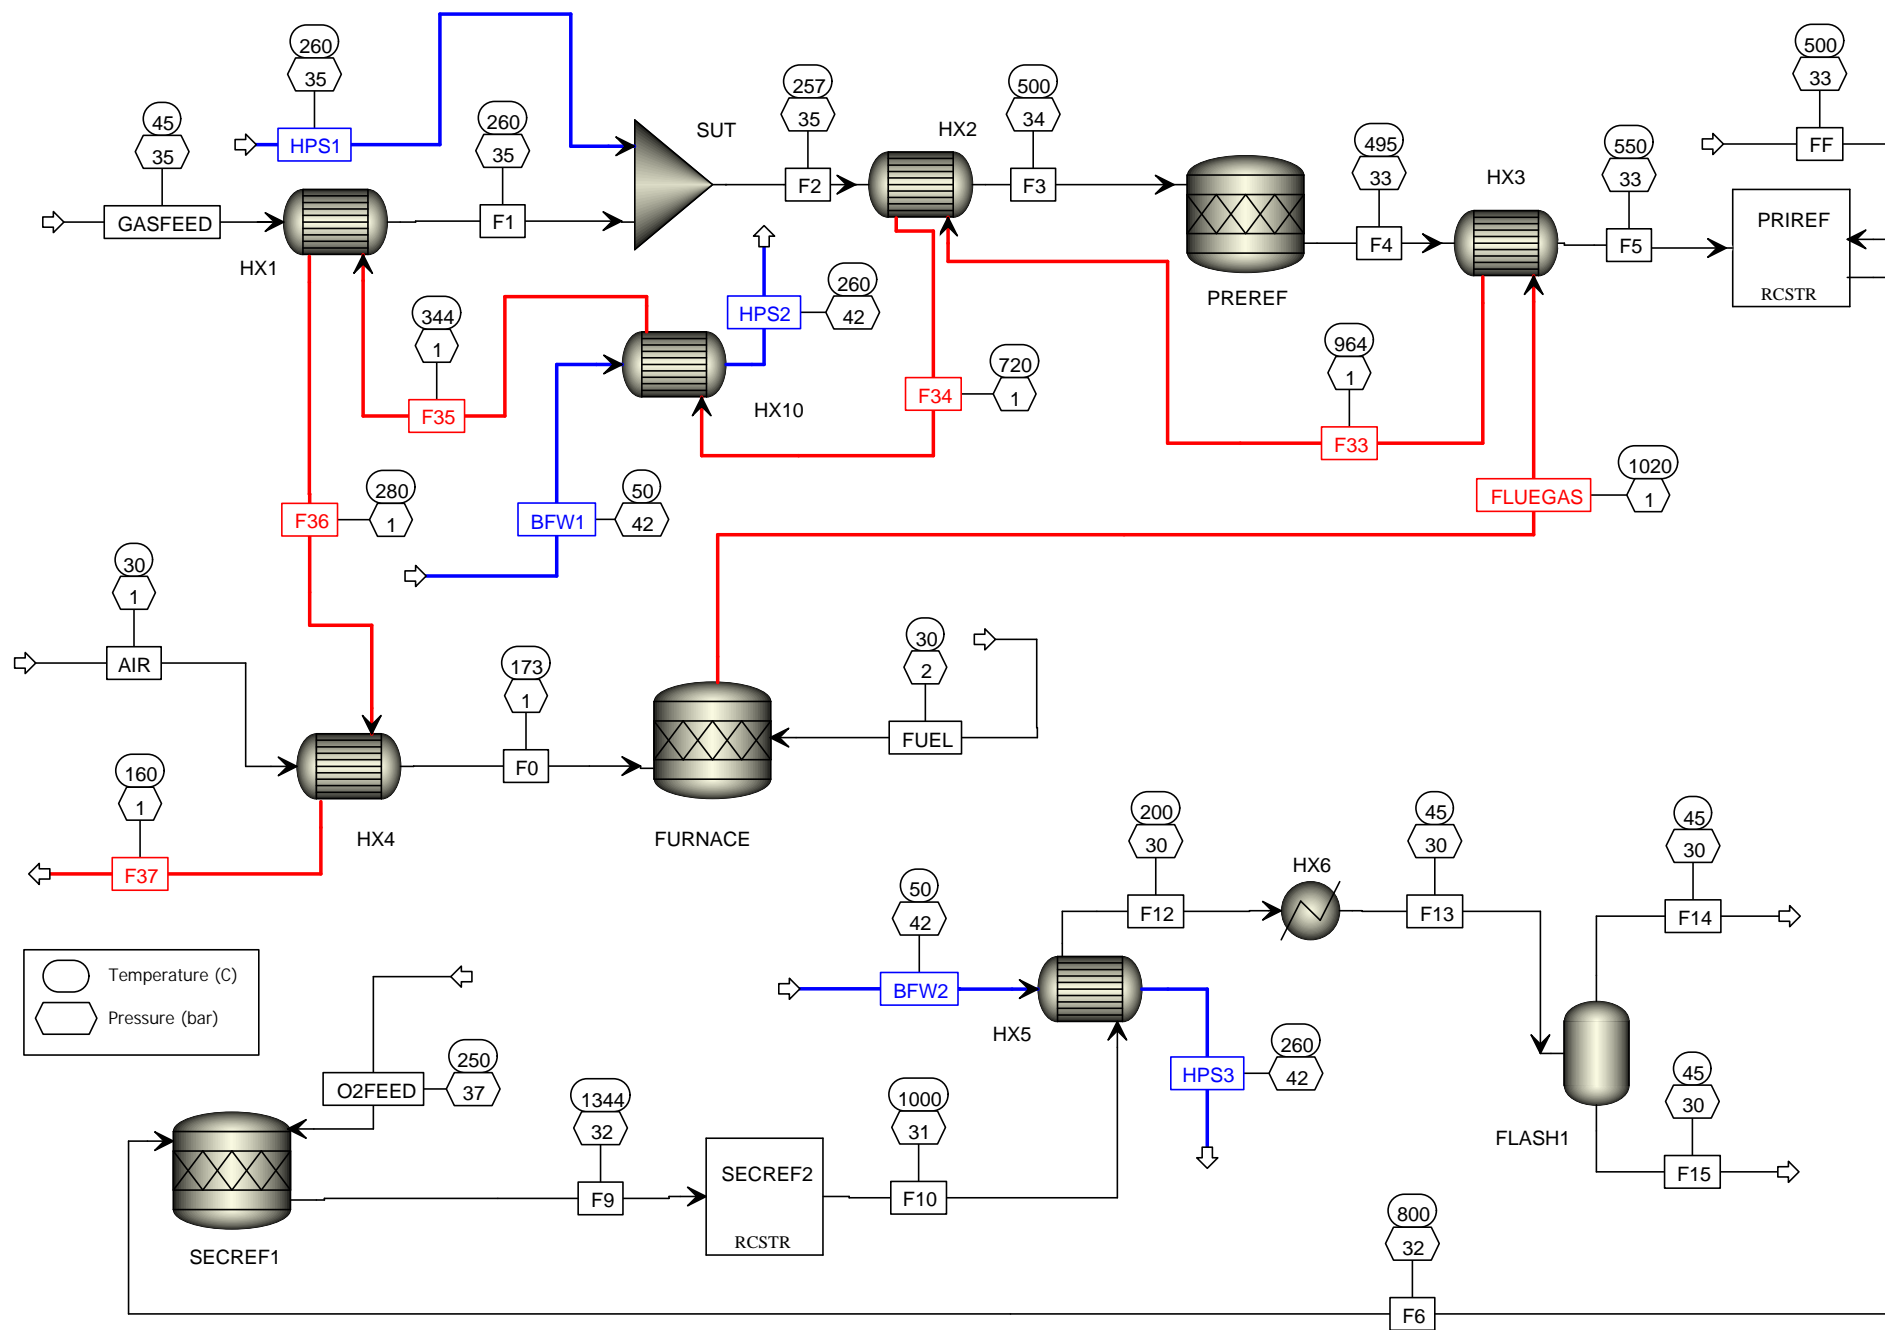 260
35
HPS1
45
35
GASFEED
HX1
260
35
F1
SUT
257
35
F2
HX2
500
34
F3
PREREF
495
33
F4
HX3
550
33
F5
500
33
FF
PRIREF
RCSTR
344
1
F35
HX10
HPS2
260
42
F34
720
1
964
1
F33
FLUEGAS
1020
1
F36
280
1
BFW1
50
42
30
1
AIR
HX4
173
1
F0
FURNACE
30
2
FUEL
160
1
F37
200
30
F12
HX6
45
30
F13
45
30
F14
50
42
BFW2
HX5
HPS3
260
42
FLASH1
45
30
F15
Temperature (C)
Pressure (bar)
O2FEED
250
37
SECREF1
1344
32
F9
SECREF2
RCSTR
1000
31
F10
800
32
F6